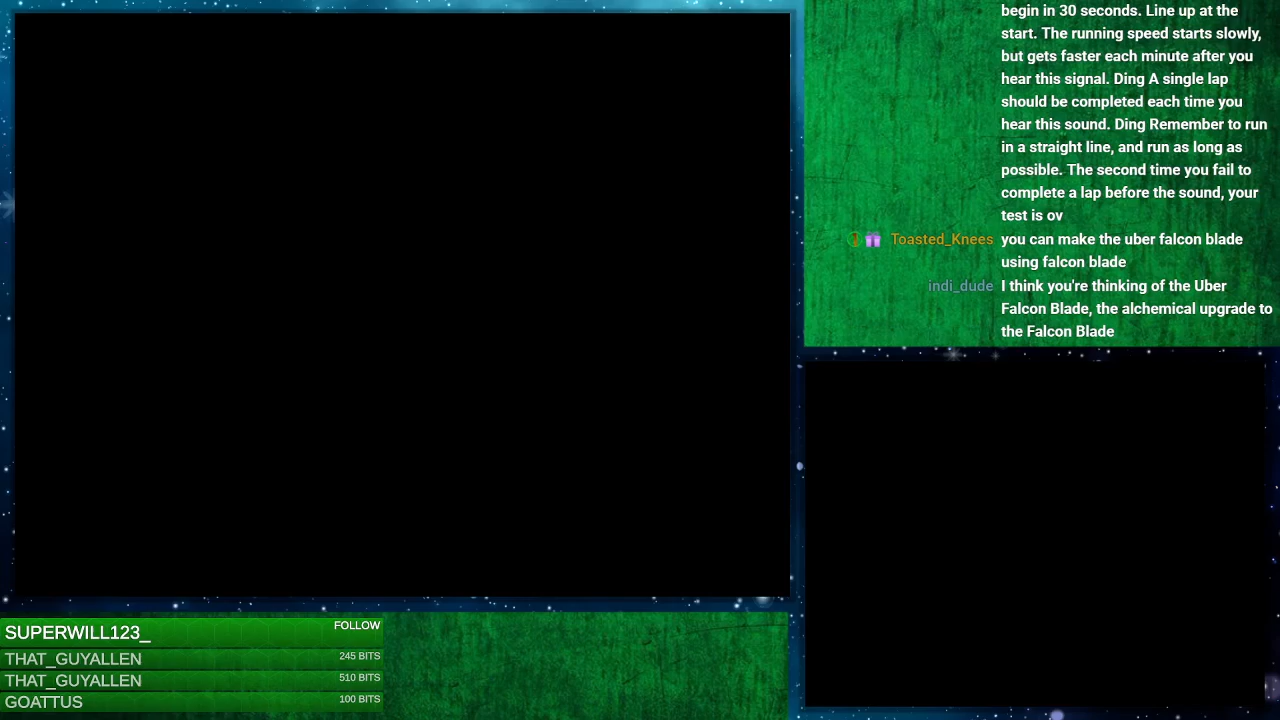 begin in 30 seconds. Line up at the
start. The running speed starts slowly,
but gets faster each minute after you
hear this signal. Ding A single lap
should be completed each time you
hear this sound. Ding Remember to run
in a straight line, and run as long as
possible. The second time you fail to
complete a lap before the sound, your
test is ov
Toasted_Knees you can make the uber falcon blade
using falcon blade
indi_dude I think you're thinking of the Uber
Falcon Blade, the alchemical upgrade to
the Falcon Blade
SUPERWILL123_ FOLLOW
THAT_GUYALLEN 245 BITS
THAT_GUYALLEN 510 BITS
GOATTUS 100 BITS